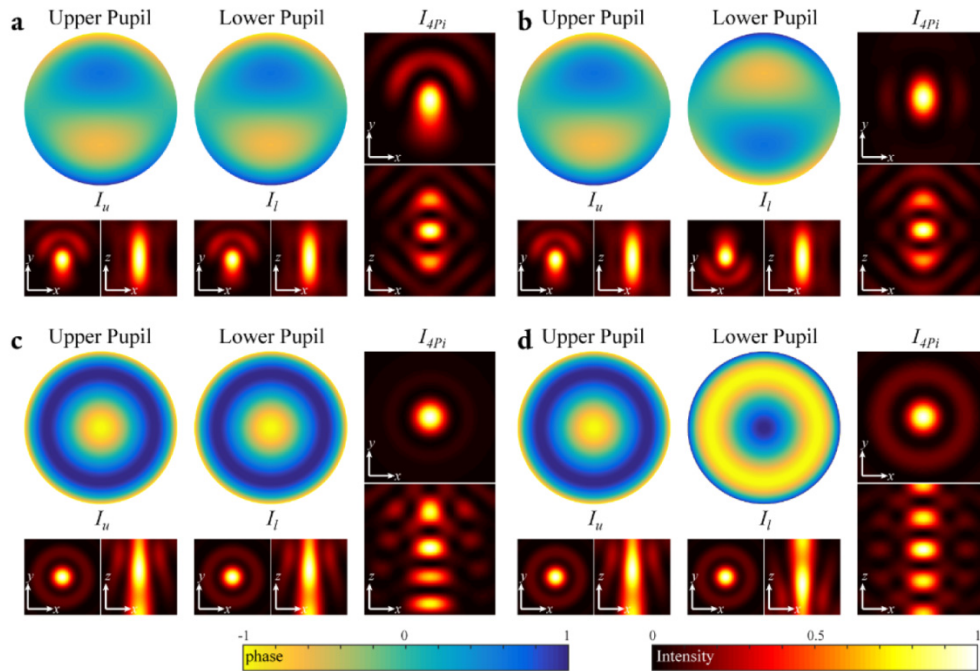 a Upper Pupil Lower Pupil I4Pi
y
x
Iu Il
y z y z z
x x x x x
b Upper Pupil Lower Pupil I4Pi
y
x
Iu Il
y z y z z
x x x x x
c Upper Pupil Lower Pupil I4Pi
y
x
Iu Il
y z y z z
x x x x x
d Upper Pupil Lower Pupil I4Pi
y
x
Iu Il
y z y z z
x x x x x
-1 0 1
phase
0 0.5 1
Intensity